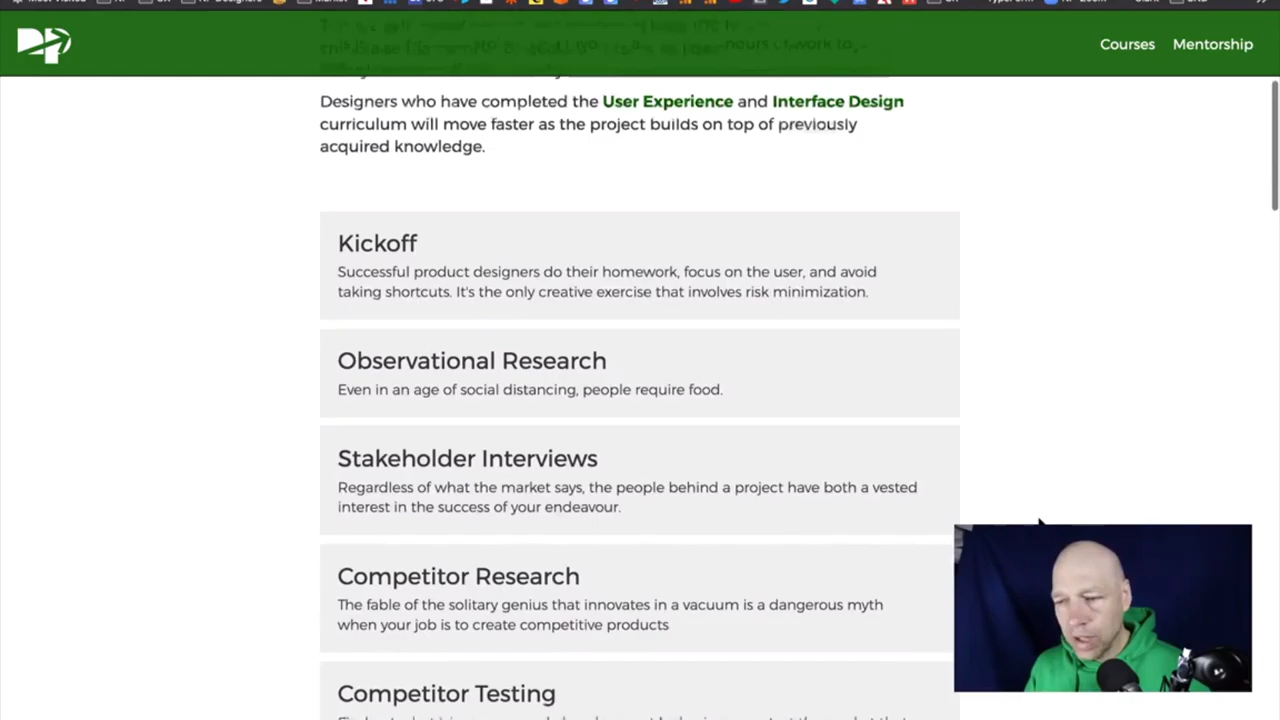 Courses Mentorship
Designers who have completed the User Experience and Interface Design
curriculum will move faster as the project builds on top of previously
acquired knowledge.
Kickoff
Successful product designers do their homework, focus on the user, and avoid
taking shortcuts. It's the only creative exercise that involves risk minimization.
Observational Research
Even in an age of social distancing, people require food.
Stakeholder Interviews
Regardless of what the market says, the people behind a project have both a vested
interest in the success of your endeavour.
Competitor Research
The fable of the solitary genius that innovates in a vacuum is a dangerous myth
when your job is to create competitive products
Competitor Testing